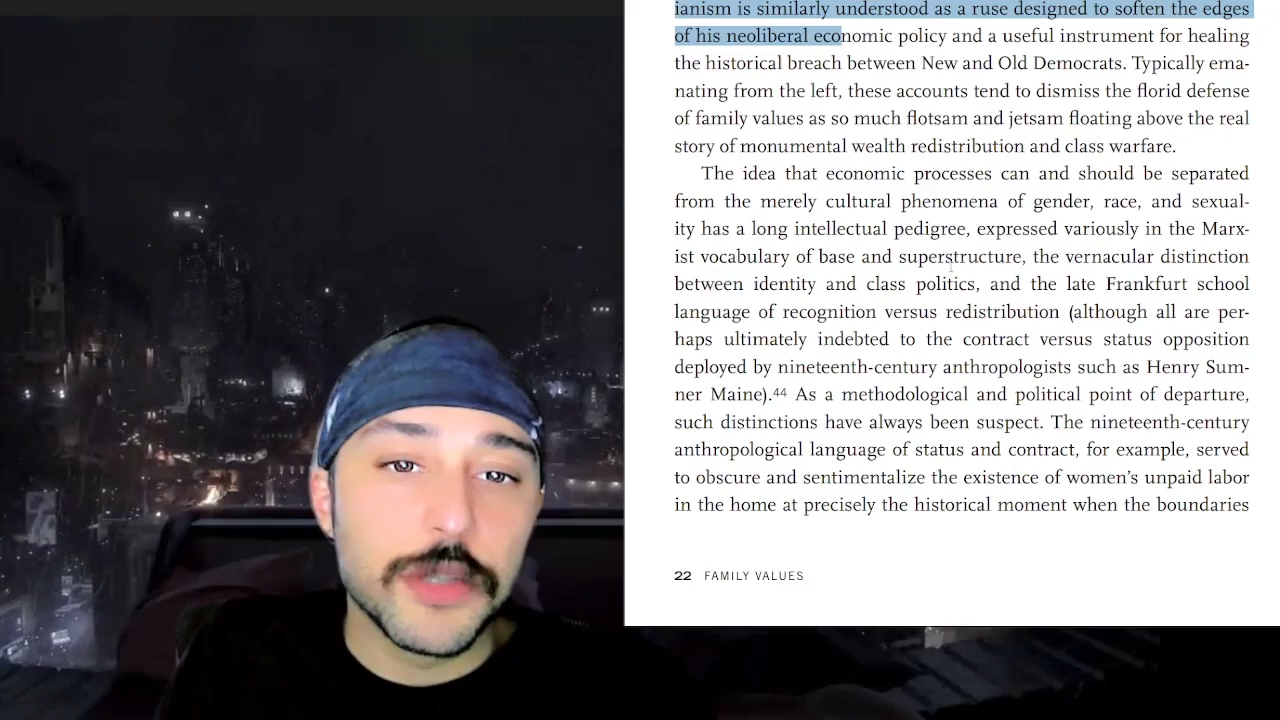 ianism is similarly understood as a ruse designed to soften the edges
of his neoliberal economic policy and a useful instrument for healing
the historical breach between New and Old Democrats. Typically ema-
nating from the left, these accounts tend to dismiss the florid defense
of family values as so much flotsam and jetsam floating above the real
story of monumental wealth redistribution and class warfare.
The idea that economic processes can and should be separated
from the merely cultural phenomena of gender, race, and sexual-
ity has a long intellectual pedigree, expressed variously in the Marx-
ist vocabulary of base and superstructure, the vernacular distinction
between identity and class politics, and the late Frankfurt school
language of recognition versus redistribution (although all are per-
haps ultimately indebted to the contract versus status opposition
deployed by nineteenth-century anthropologists such as Henry Sum-
ner Maine).44 As a methodological and political point of departure,
such distinctions have always been suspect. The nineteenth-century
anthropological language of status and contract, for example, served
to obscure and sentimentalize the existence of women's unpaid labor
in the home at precisely the historical moment when the boundaries
22 FAMILY VALUES